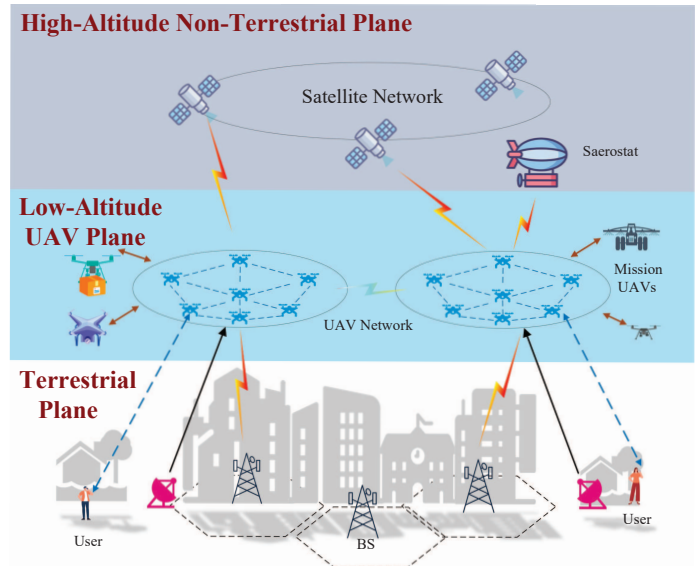 High-Altitude Non-Terrestrial Plane
Satellite Network
Saerostat
Low-Altitude
UAV Plane
Mission
UAVs
UAV Network
Terrestrial
Plane
User
BS
User